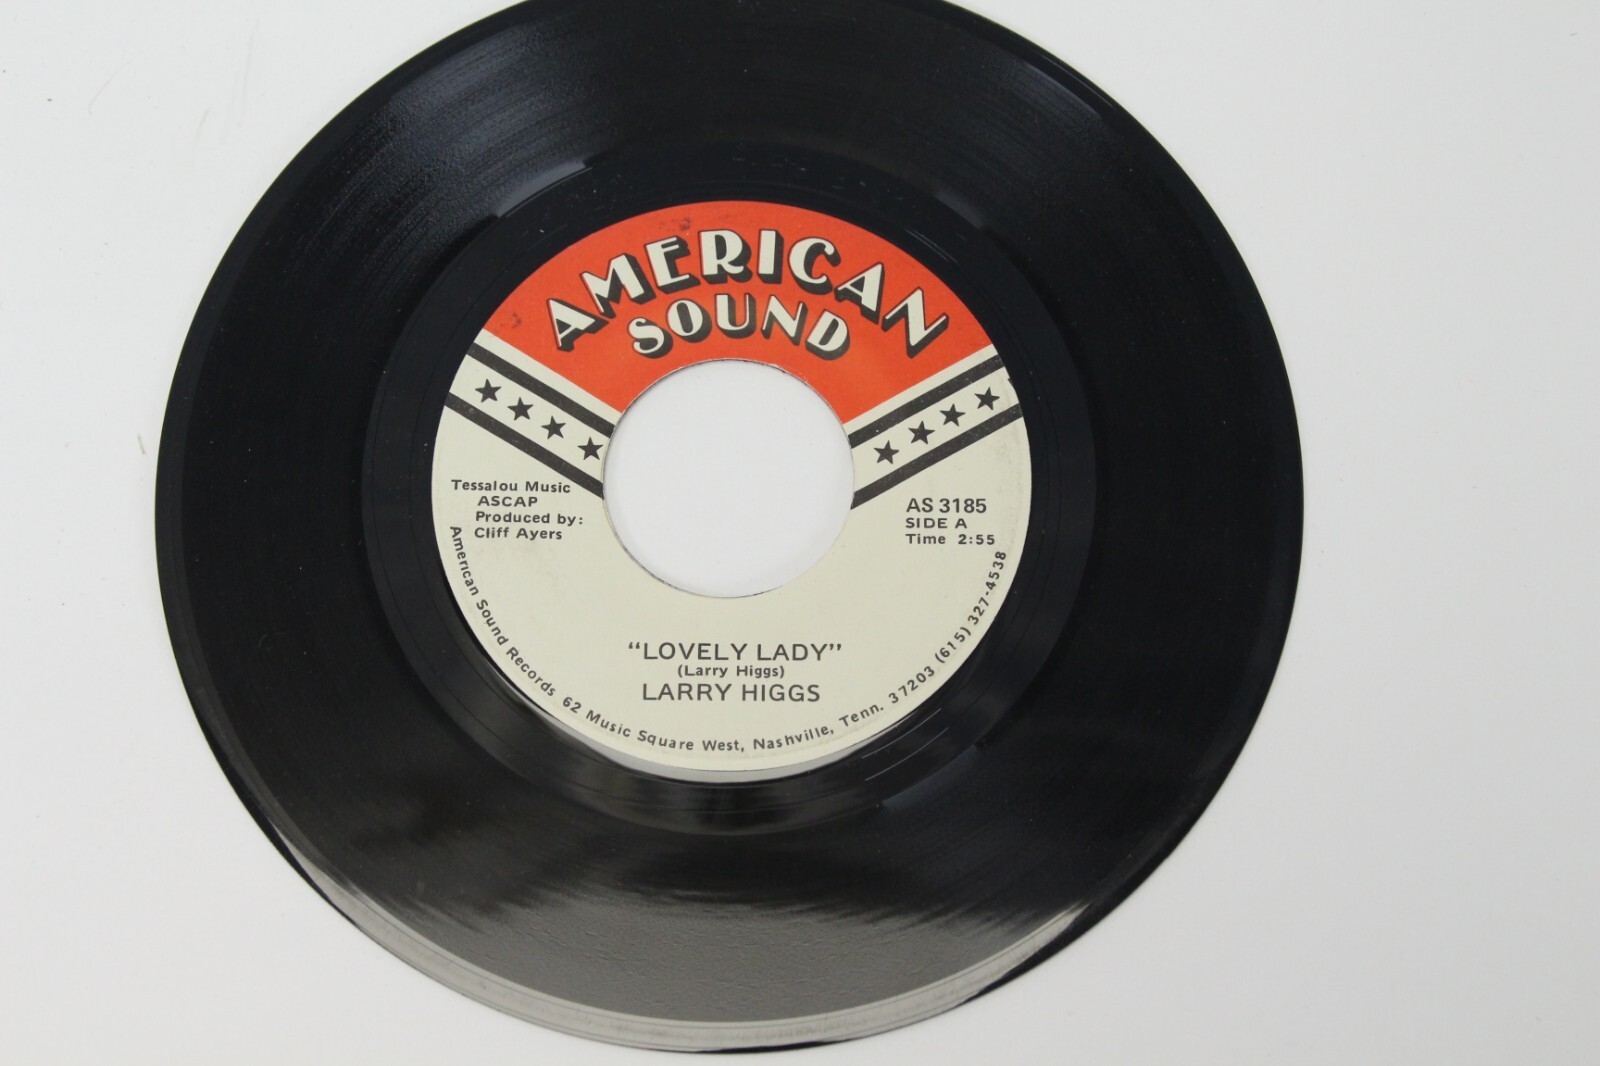 AMERICAN
SOUND
Tessalou Music
ASCAP
Produced by:
Cliff Ayers
AS 3185
SIDE A
Time 2:55
"LOVELY LADY"
(Larry Higgs)
LARRY HIGGS
American Sound Records 62 Music Square West, Nashville, Tenn. 37203 (615) 327-4538